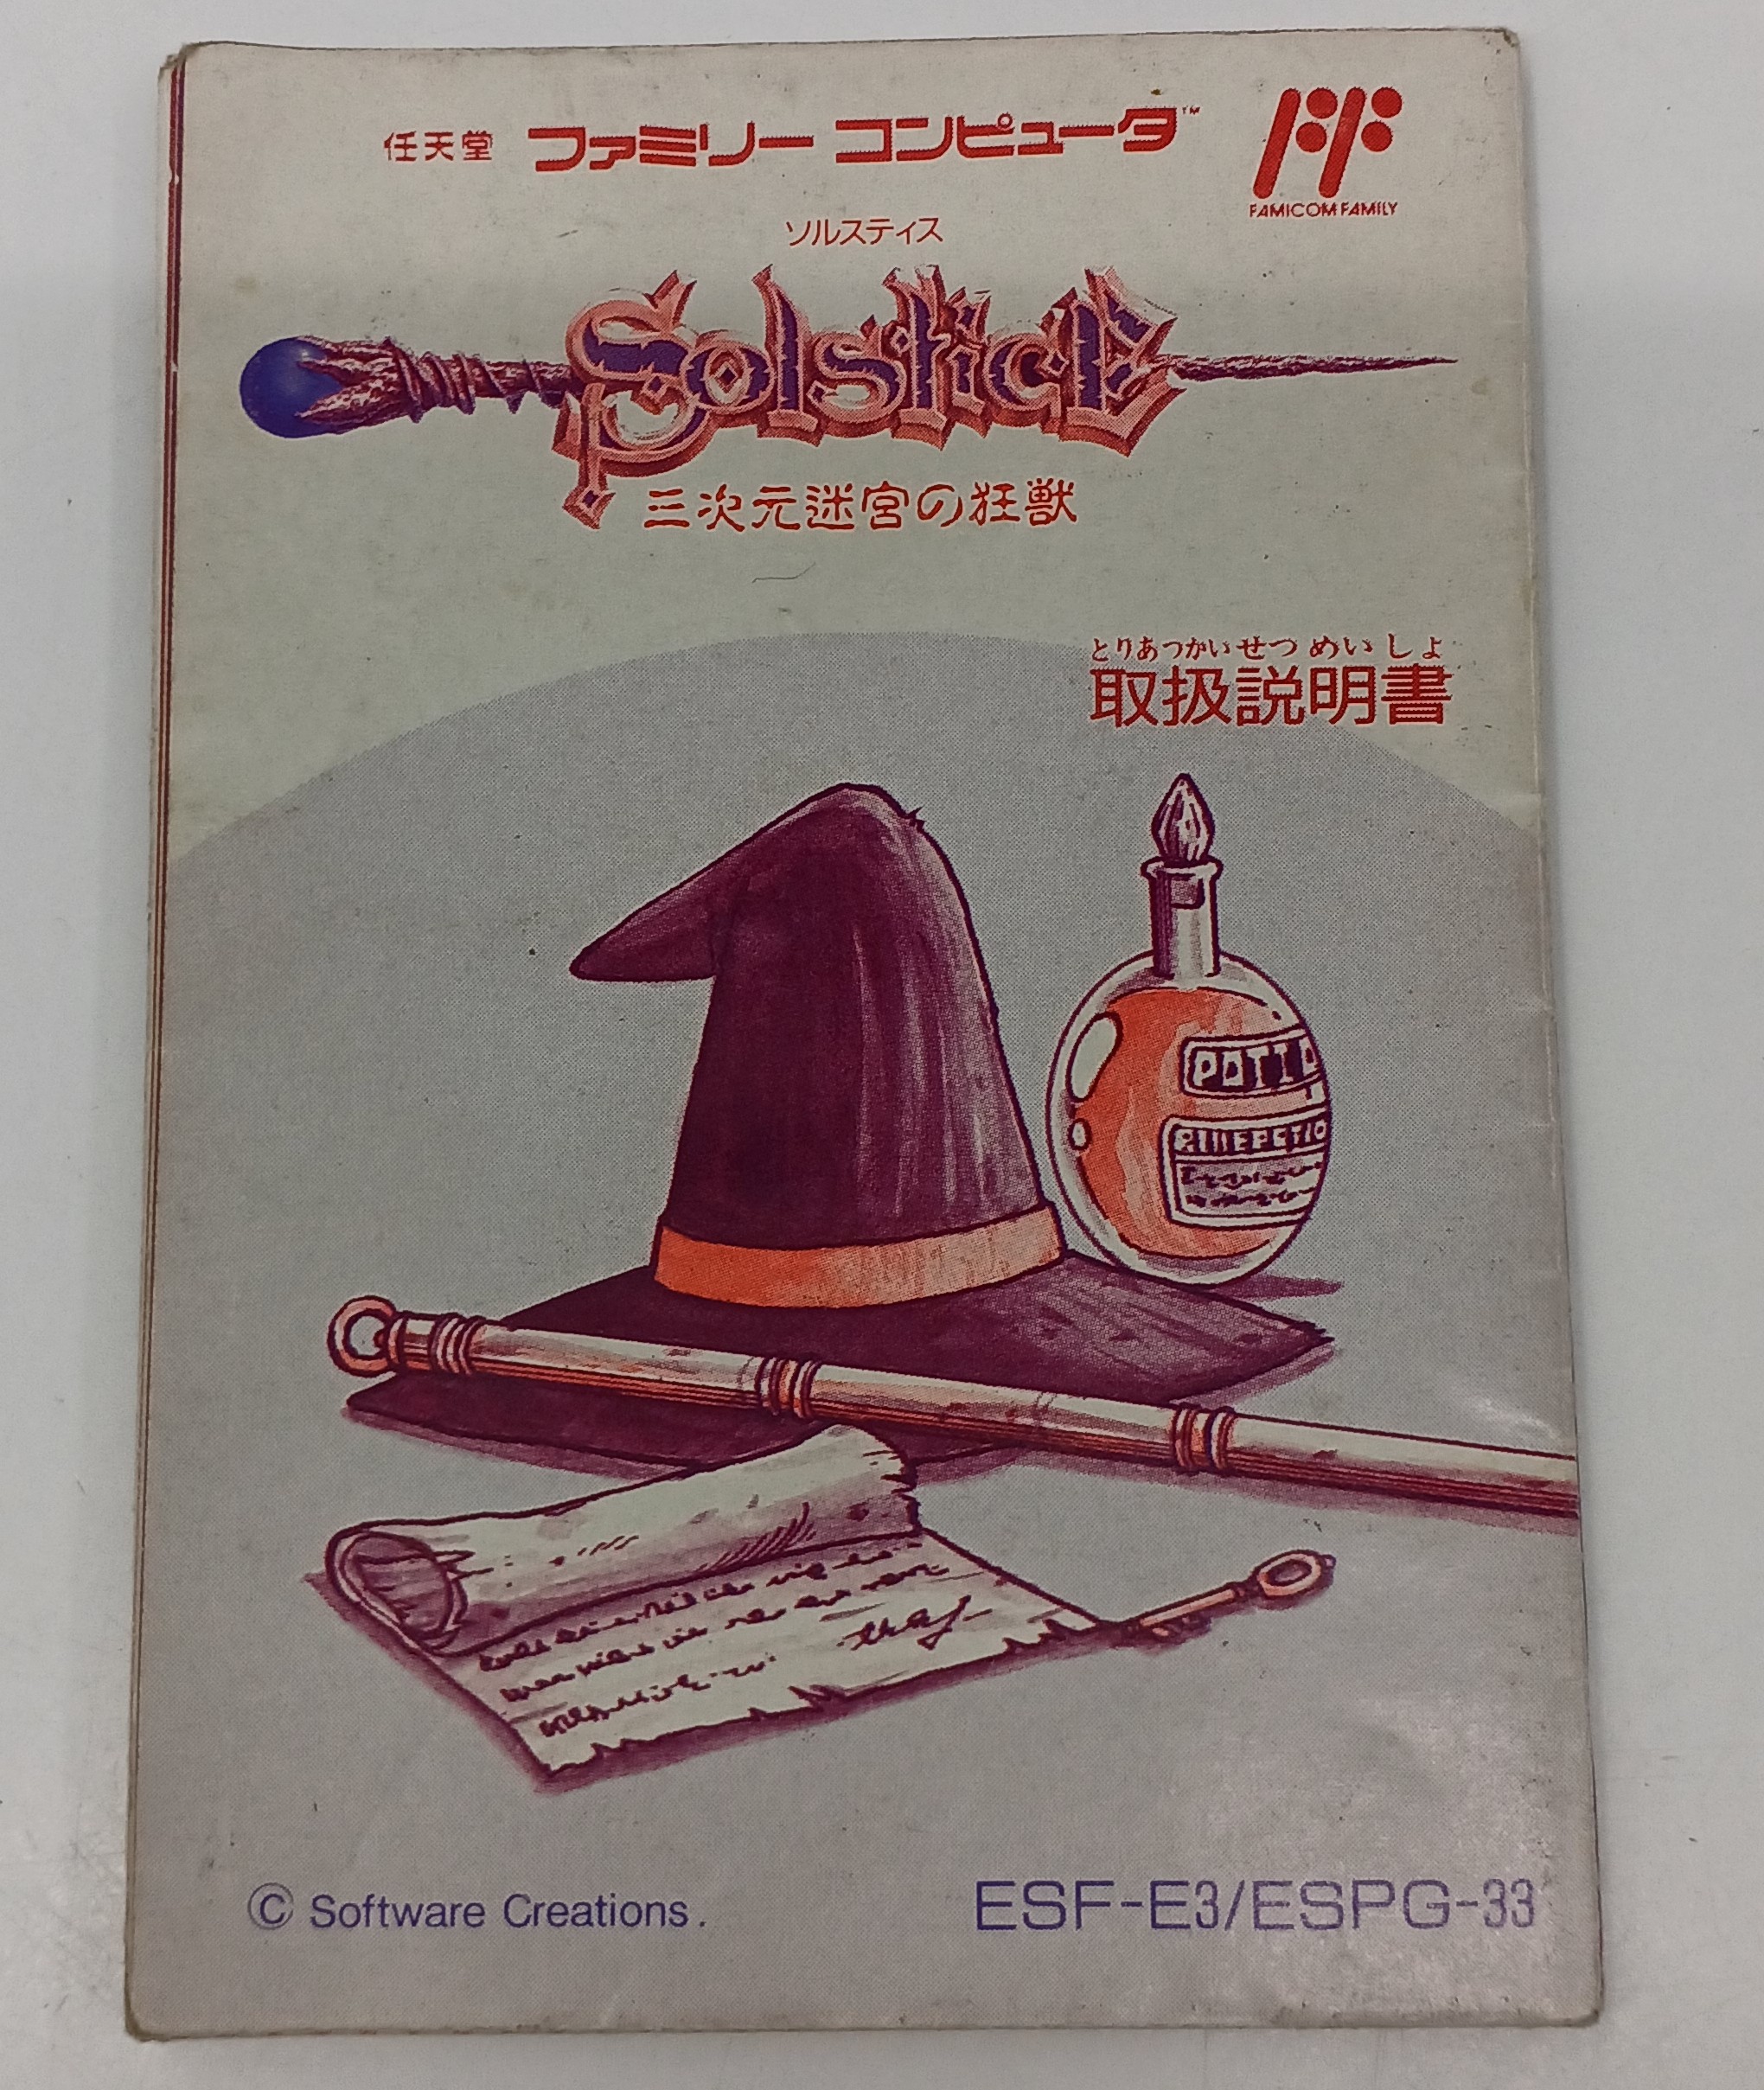 任天堂 ファミリー コンピュータ™
FAMICOM FAMILY
ソルスティス
Solstice
三次元迷宮の狂獣
とりあつかいせつめいしょ
取扱説明書
POTIO
© Software Creations.
ESF-E3/ESPG-33